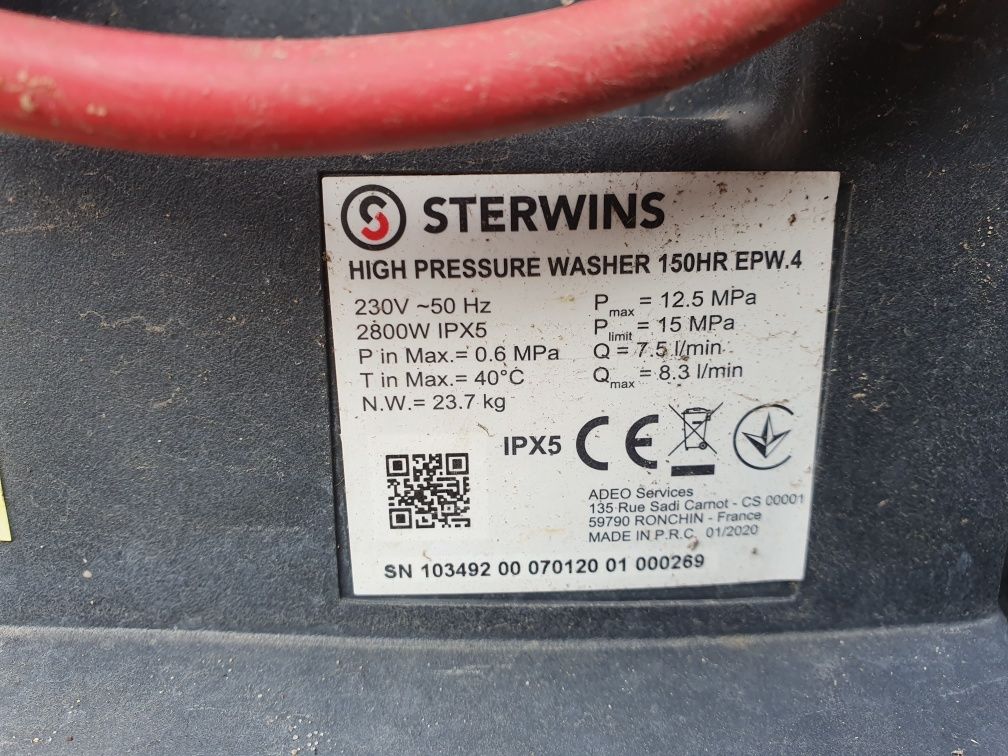 STERWINS
HIGH PRESSURE WASHER 150HR EPW.4
230V ~50 Hz
2800W IPX5
P in Max.= 0.6 MPa
T in Max.= 40°C
N.W.= 23.7 kg
Pmax = 12.5 MPa
Plimit = 15 MPa
Q = 7.5 l/min
Qmax = 8.3 l/min
IPX5 CE
ADEO Services
135 Rue Sadi Carnot - CS 00001
59790 RONCHIN - France
MADE IN P.R.C. 01/2020
SN 103492 00 070120 01 000269